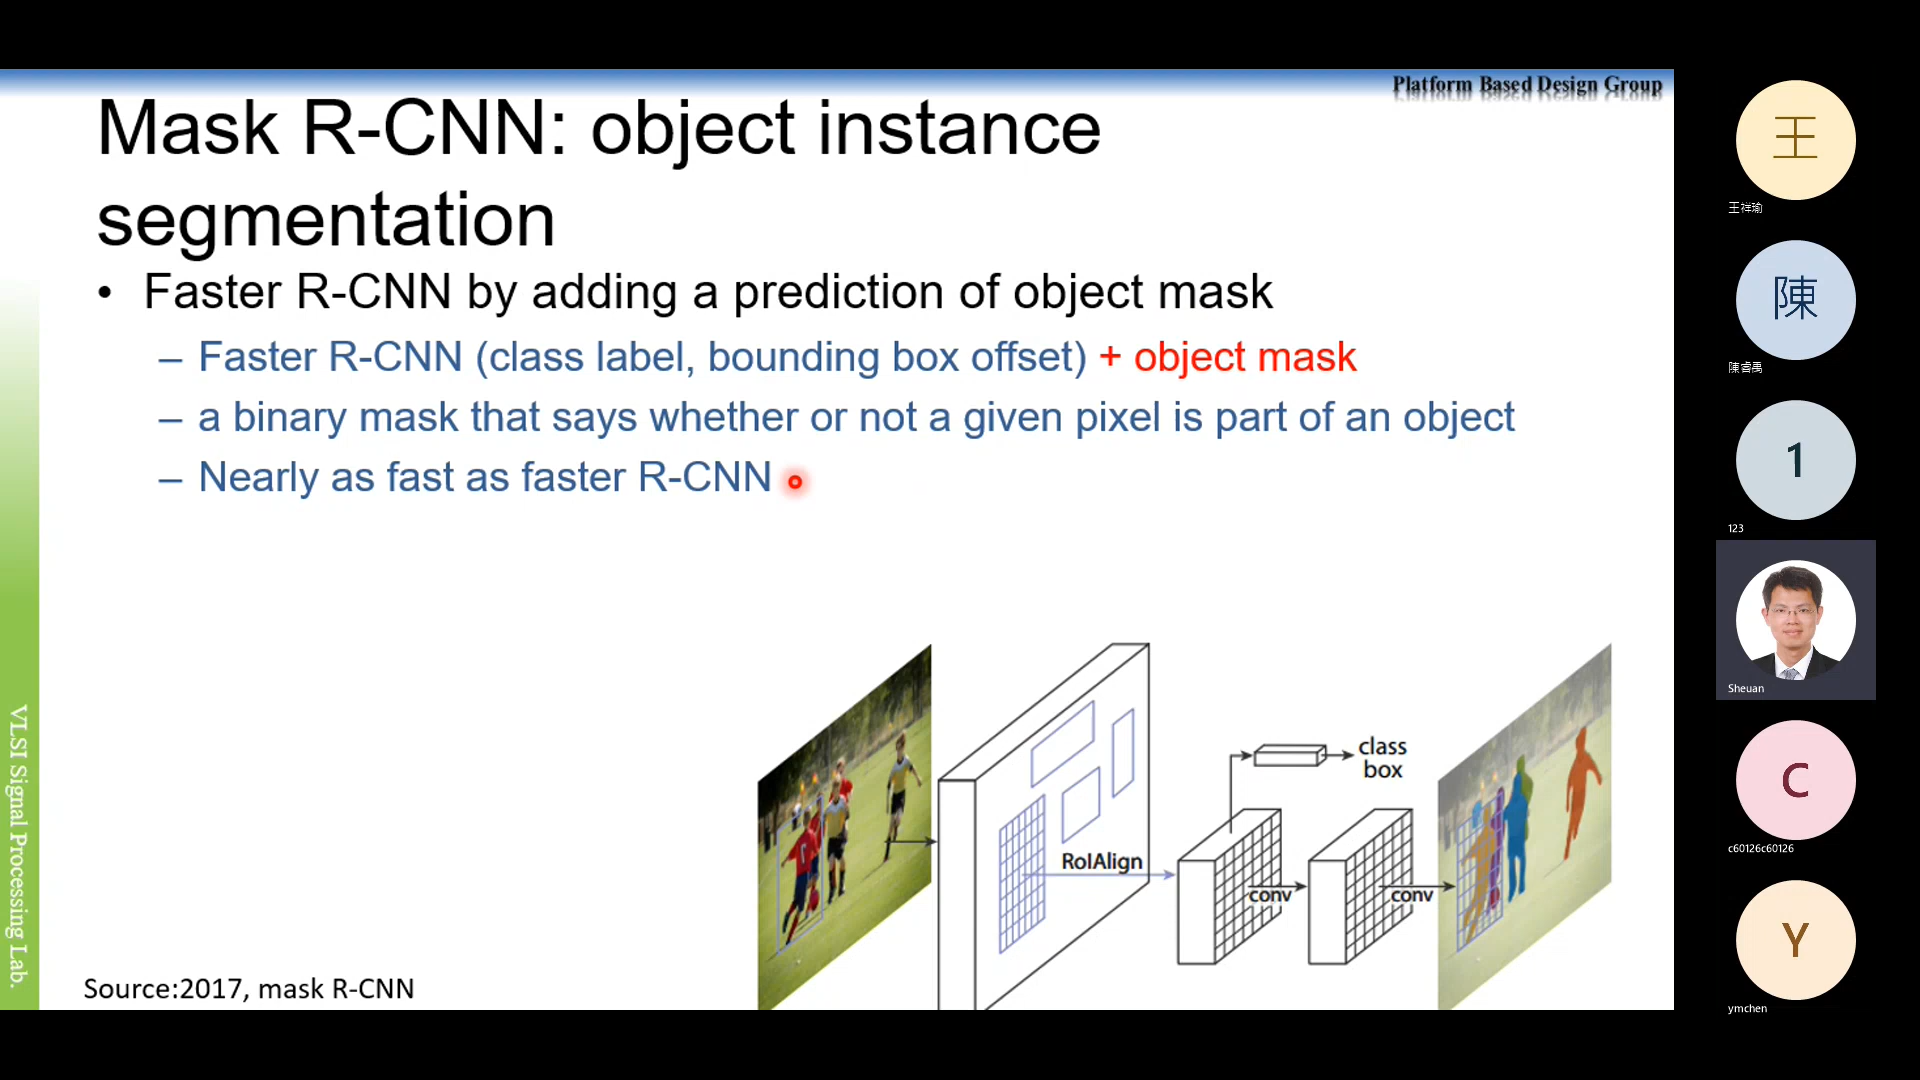 Platform Based Design Group
Mask R-CNN: object instance
segmentation
• Faster R-CNN by adding a prediction of object mask
– Faster R-CNN (class label, bounding box offset) + object mask
– a binary mask that says whether or not a given pixel is part of an object
– Nearly as fast as faster R-CNN
class
box
RoIAlign
conv
conv
Source:2017, mask R-CNN
VLSI Signal Processing Lab.
王
王祥瑜
陳
陳睿禹
1
123
Sheuan
C
c60126c60126
Y
ymchen